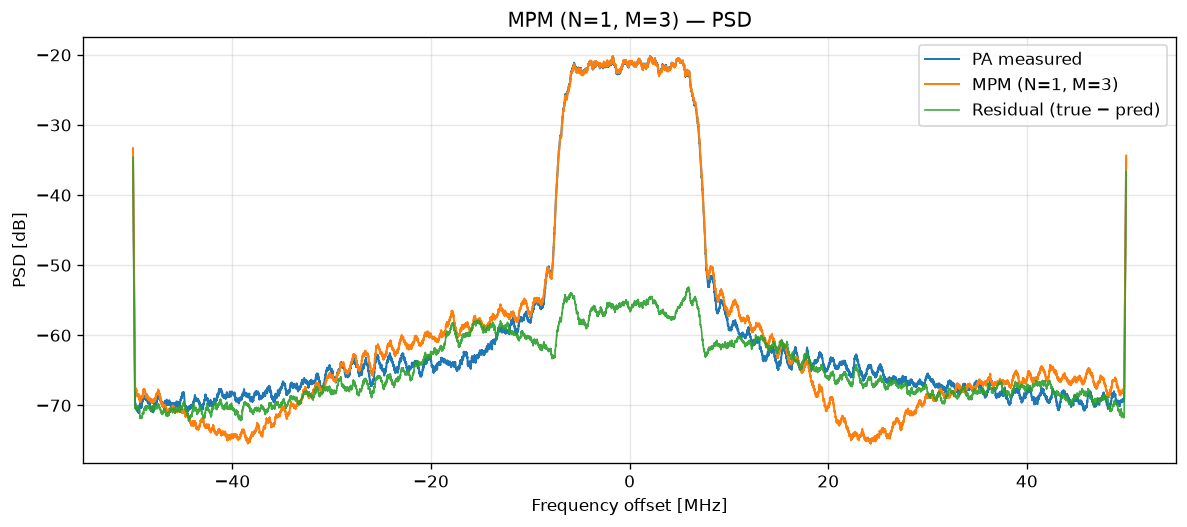 MPM (N=1, M=3) — PSD
PA measured
MPM (N=1, M=3)
Residual (true − pred)
PSD [dB]
−20
−30
−40
−50
−60
−70
−40
−20
0
20
40
Frequency offset [MHz]